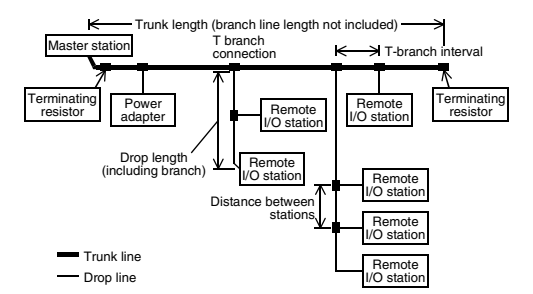 Trunk length (branch line length not included)
Master station
T branch
connection
T-branch interval
Terminating
resistor
Power
adapter
Remote
I/O station
Remote
I/O station
Terminating
resistor
Drop length
(including branch)
Remote
I/O station
Distance between
stations
Remote
I/O station
Remote
I/O station
Remote
I/O station
Trunk line
Drop line